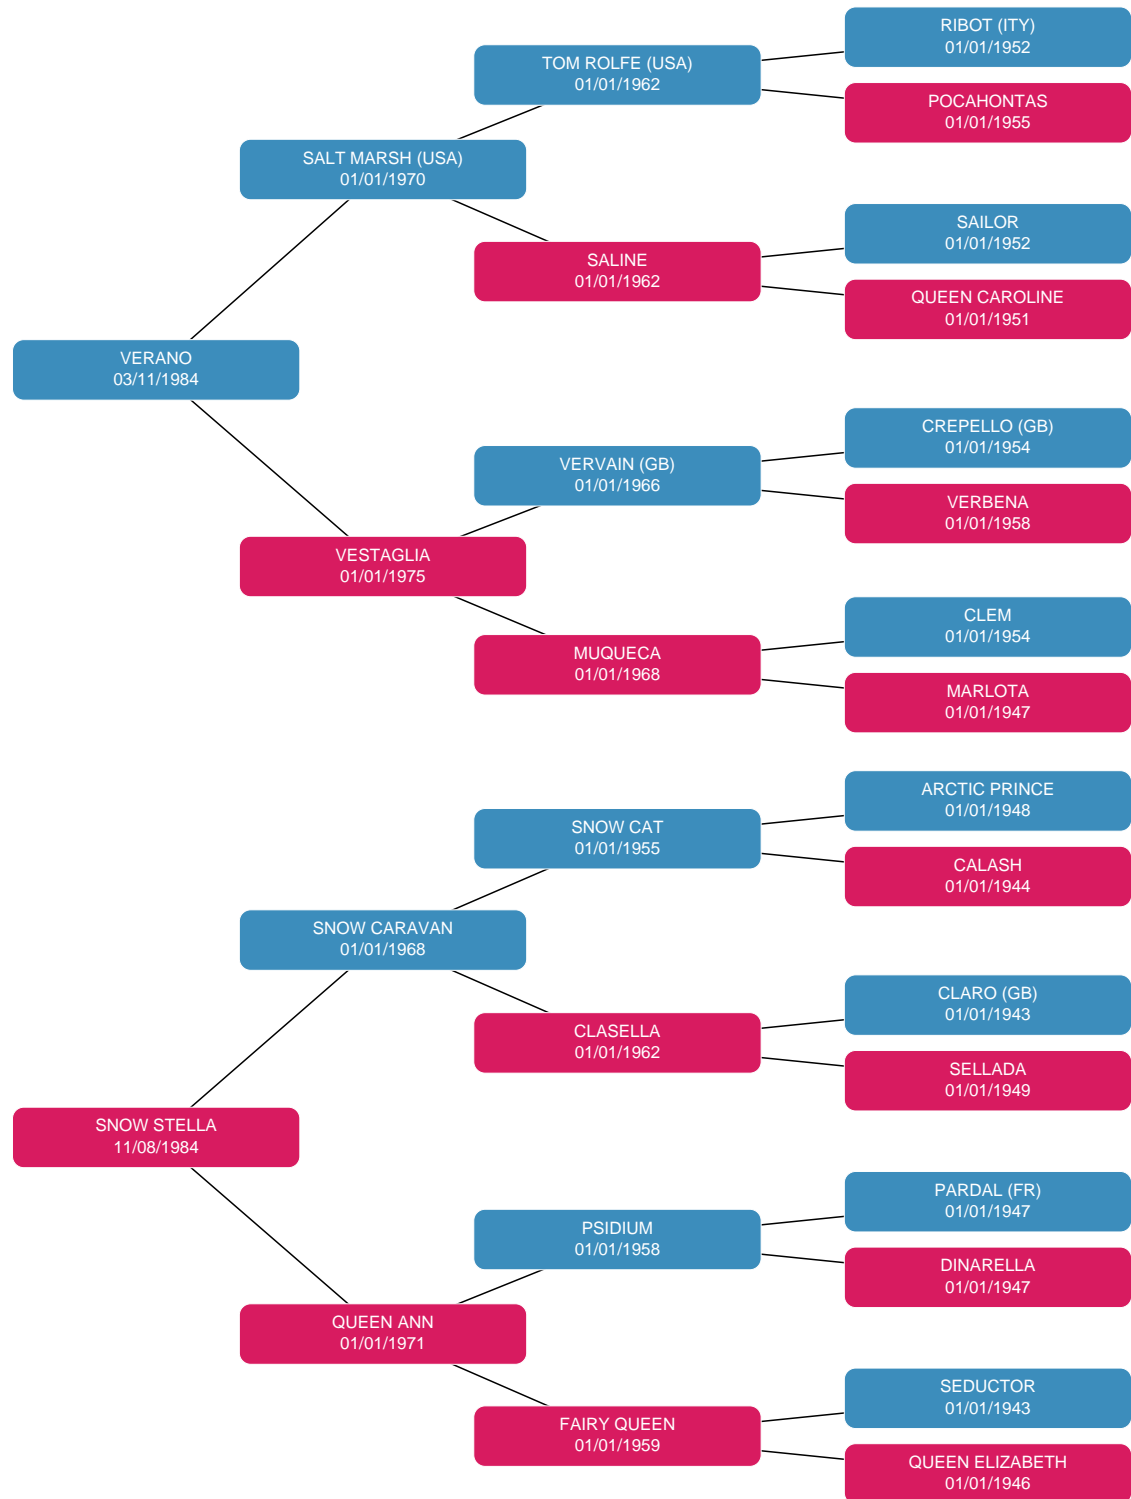 RIBOT (ITY)
01/01/1952
TOM ROLFE (USA)
01/01/1962
POCAHONTAS
01/01/1955
SALT MARSH (USA)
01/01/1970
SAILOR
01/01/1952
SALINE
01/01/1962
QUEEN CAROLINE
01/01/1951
VERANO
03/11/1984
CREPELLO (GB)
01/01/1954
VERVAIN (GB)
01/01/1966
VERBENA
01/01/1958
VESTAGLIA
01/01/1975
CLEM
01/01/1954
MUQUECA
01/01/1968
MARLOTA
01/01/1947
ARCTIC PRINCE
01/01/1948
SNOW CAT
01/01/1955
CALASH
01/01/1944
SNOW CARAVAN
01/01/1968
CLARO (GB)
01/01/1943
CLASELLA
01/01/1962
SELLADA
01/01/1949
SNOW STELLA
11/08/1984
PARDAL (FR)
01/01/1947
PSIDIUM
01/01/1958
DINARELLA
01/01/1947
QUEEN ANN
01/01/1971
SEDUCTOR
01/01/1943
FAIRY QUEEN
01/01/1959
QUEEN ELIZABETH
01/01/1946